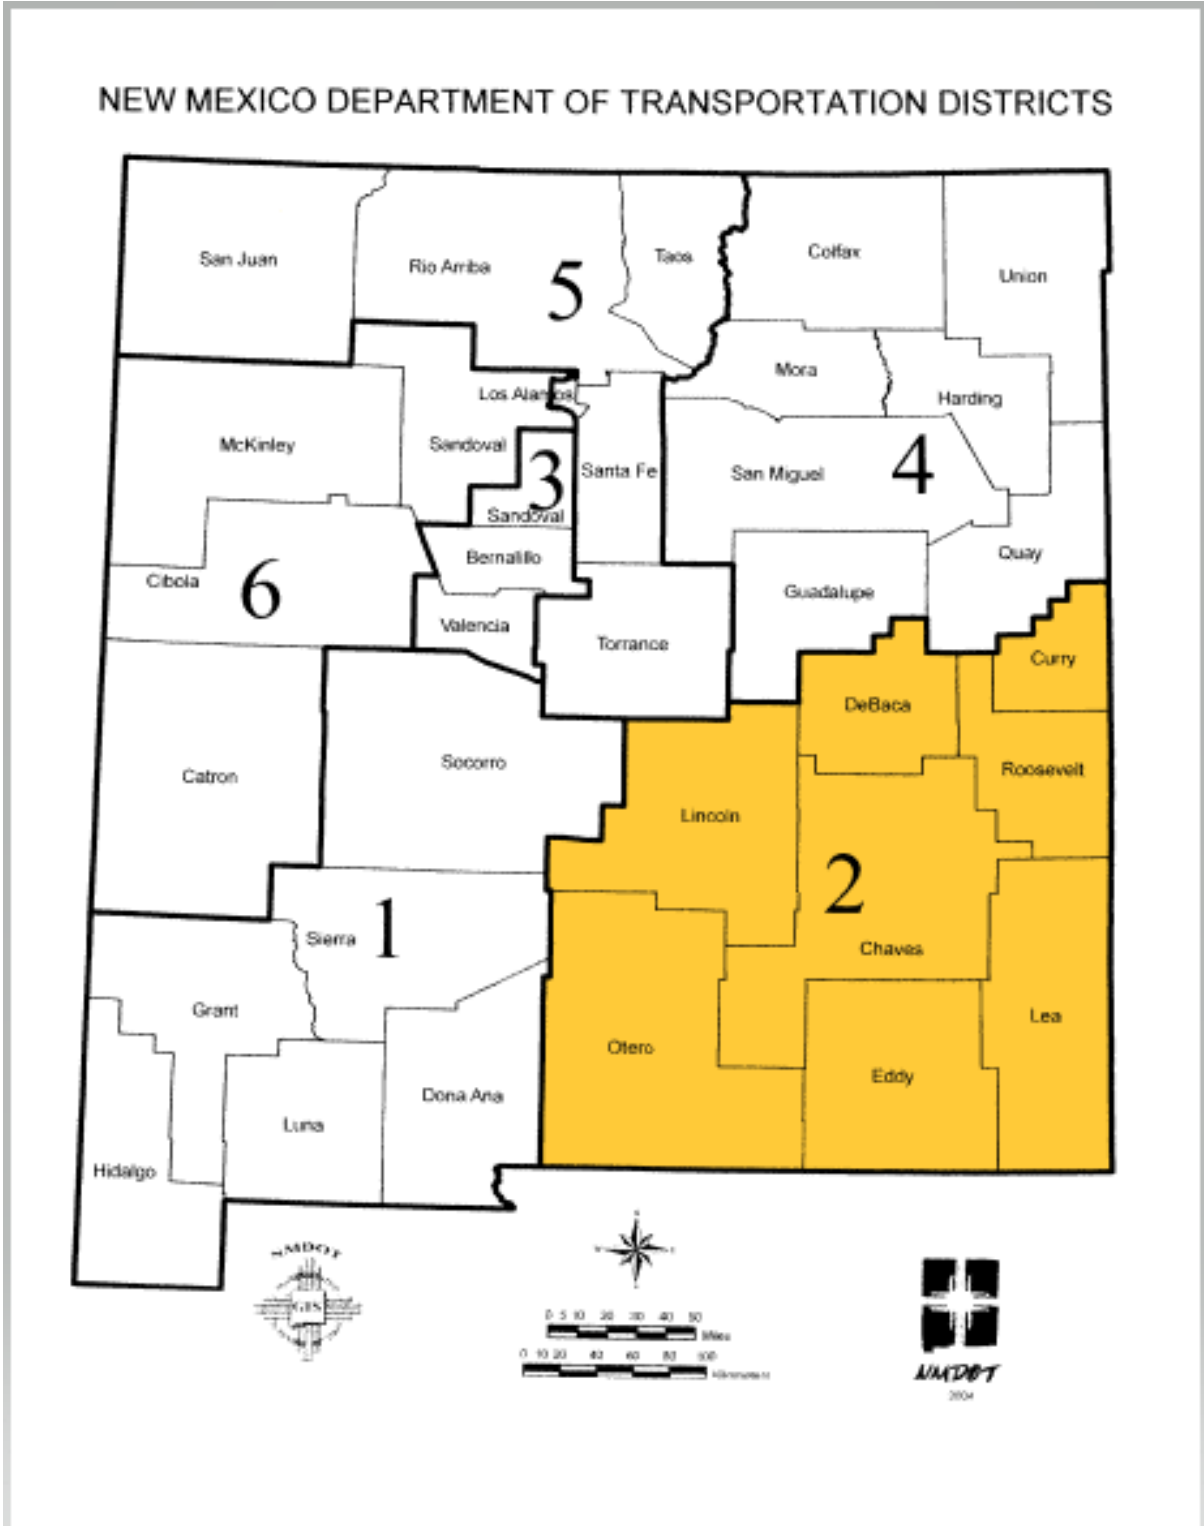 NEW MEXICO DEPARTMENT OF TRANSPORTATION DISTRICTS
San Juan
Rio Arriba
5
Taos
Colfax
Union
Mora
Harding
Los Alamos
McKinley
Sandoval
3
Santa Fe
San Miguel
4
Sandoval
Bernalillo
Quay
Cibola
6
Guadalupe
Valencia
Torrance
Curry
DeBaca
Catron
Socorro
Roosevelt
Lincoln
2
Sierra
1
Chaves
Grant
Lea
Otero
Eddy
Dona Ana
Luna
Hidalgo
NMDOT
GIS
0 5 10 20 30 40 50
Miles
0 10 20 40 60 80 100
Kilometers
NMDOT
2004